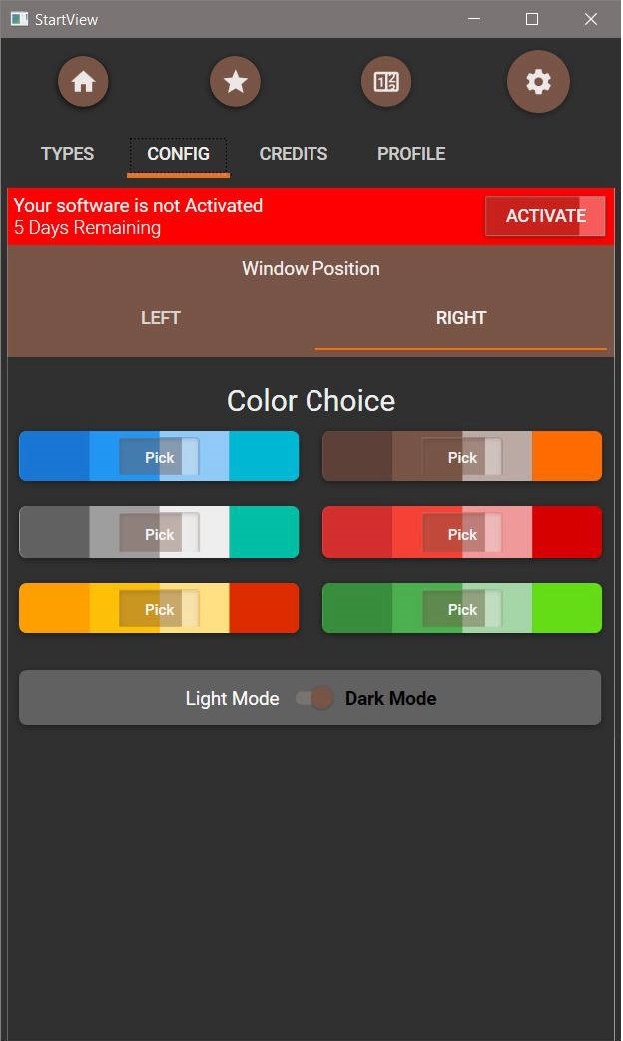 StartView
TYPES CONFIG CREDITS PROFILE
Your software is not Activated
5 Days Remaining
ACTIVATE
Window Position
LEFT RIGHT
Color Choice
Pick Pick
Pick Pick
Pick Pick
Light Mode Dark Mode